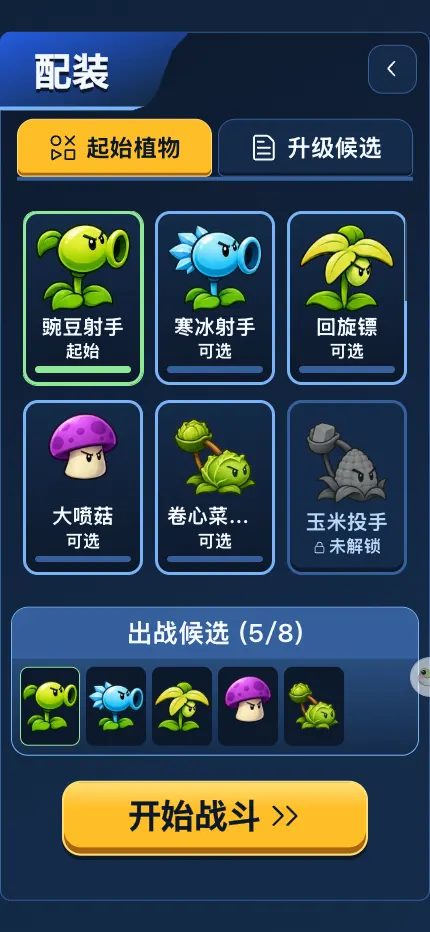 配装
起始植物
升级候选
豌豆射手
起始
寒冰射手
可选
回旋镖
可选
大喷菇
可选
卷心菜...
可选
玉米投手
未解锁
出战候选 (5/8)
开始战斗 >>